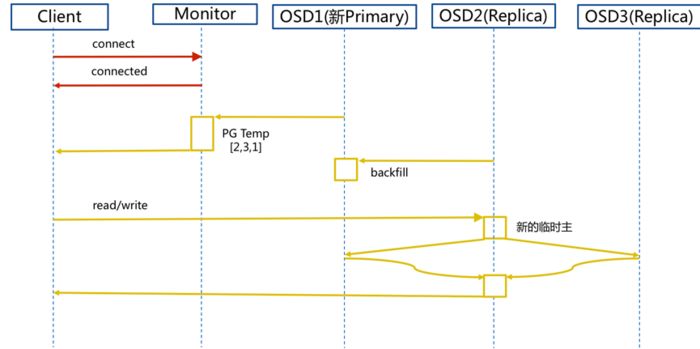 Client
Monitor
OSD1(新Primary)
OSD2(Replica)
OSD3(Replica)
connect
connected
PG Temp
[2,3,1]
backfill
read/write
新的临时主